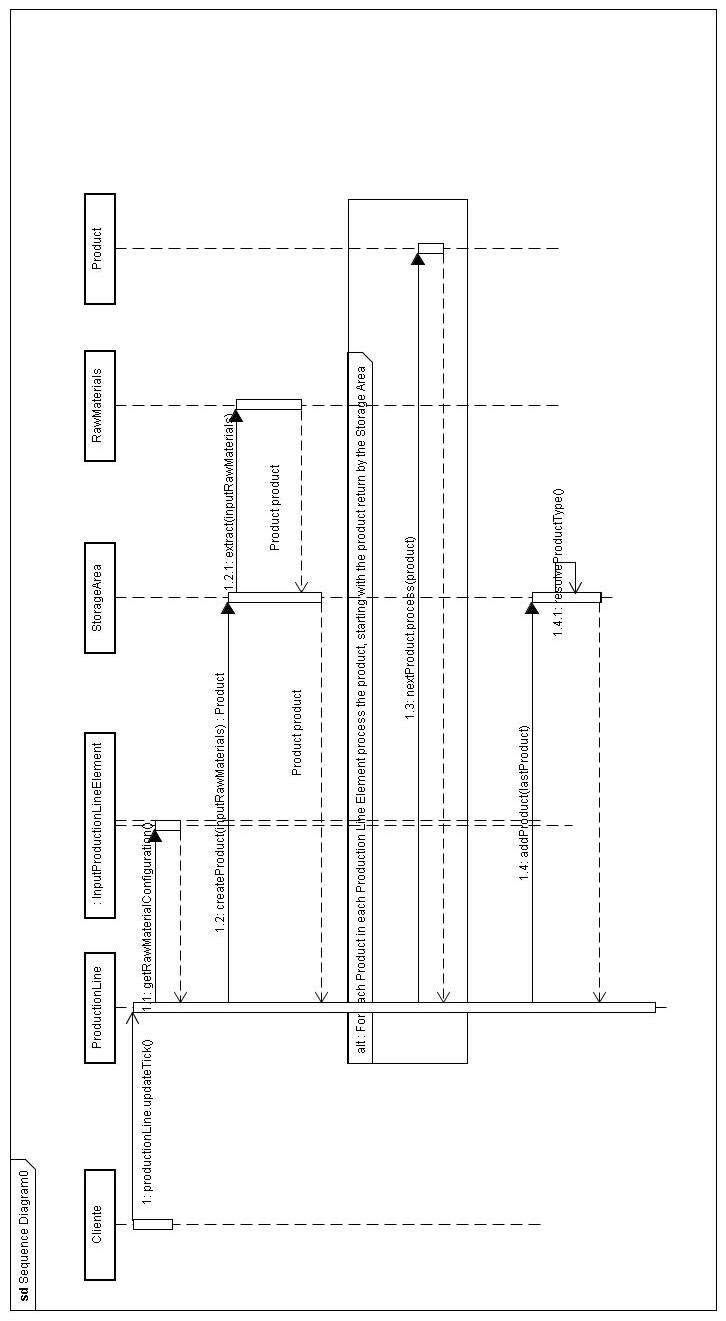 sd Sequence Diagram0
Cliente
ProductionLine
: InputProductionLineElement
StorageArea
RawMaterials
Product
1: productionLine.updateTick()
1.1: getRawMaterialConfiguration()
1.2: createProduct(inputRawMaterials) : Product
1.2.1: extract(inputRawMaterials)
Product product
Product product
alt : For each Product in each Production Line Element process the product, starting with the product return by the Storage Area
1.3: nextProduct.process(product)
1.4: addProduct(lastProduct)
1.4.1: resolveProductType()